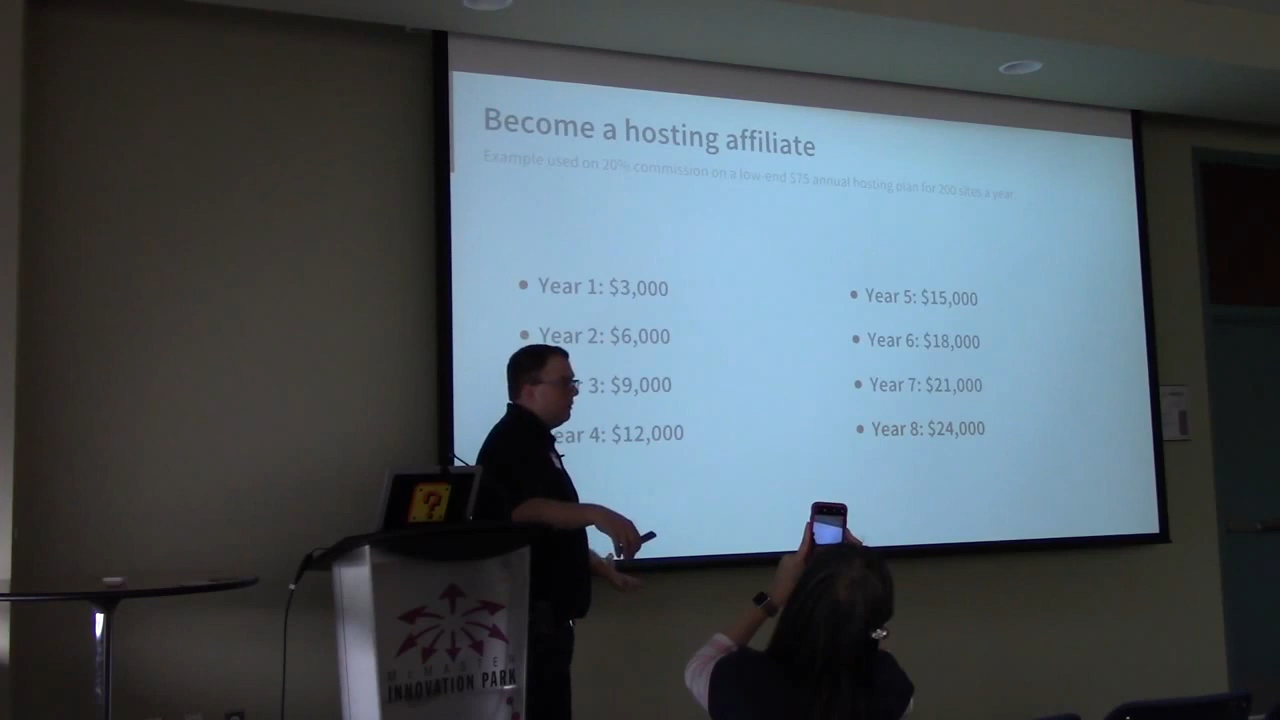 Become a hosting affiliate
Example used on 20% commission on a low-end $75 annual hosting plan for 200 sites a year
• Year 1: $3,000
• Year 2: $6,000
3: $9,000
ear 4: $12,000
• Year 5: $15,000
• Year 6: $18,000
• Year 7: $21,000
• Year 8: $24,000
?
MCMASTER
INNOVATION PARK